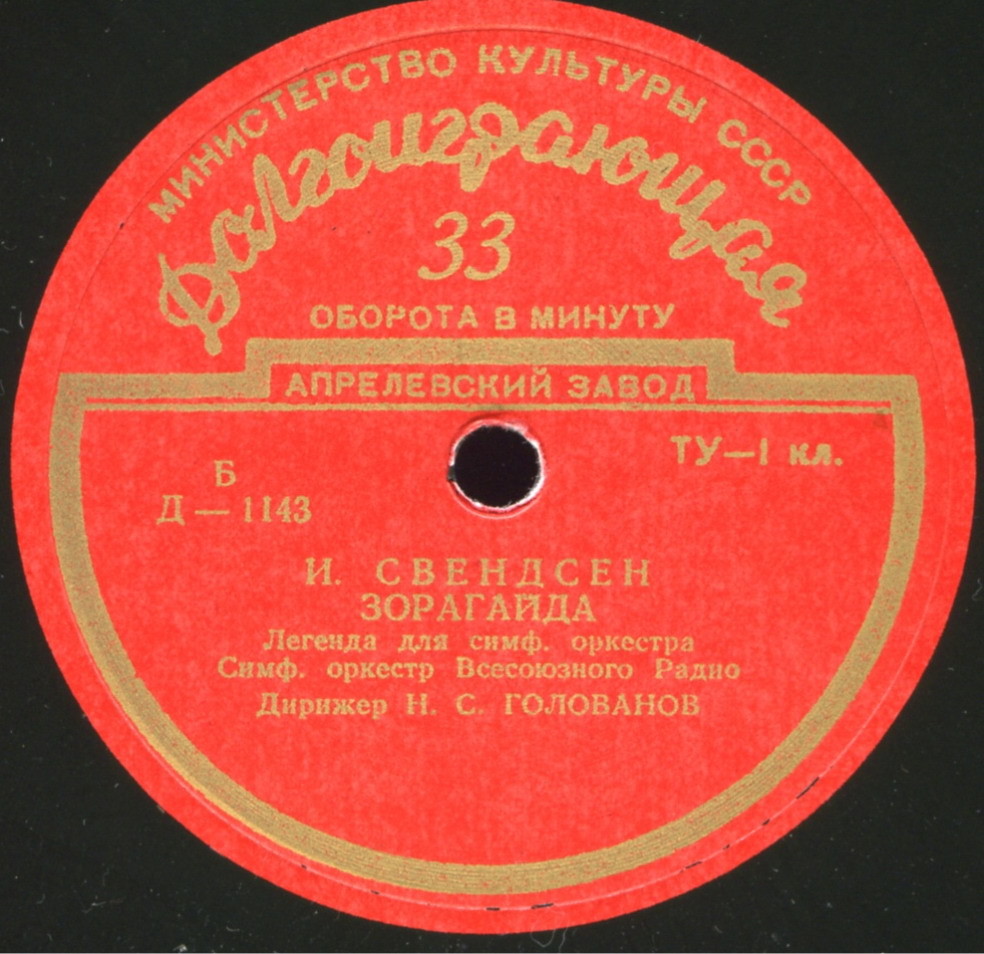 МИНИСТЕРСТВО КУЛЬТУРЫ СССР
Долгоиграющая
33
ОБОРОТА В МИНУТУ
АПРЕЛЕВСКИЙ ЗАВОД
ТУ—1 кл.
Б
Д — 1143
И. СВЕНДСЕН
ЗОРАГАЙДА
Легенда для симф. оркестра
Симф. оркестр Всесоюзного Радио
Дирижер Н. С. ГОЛОВАНОВ